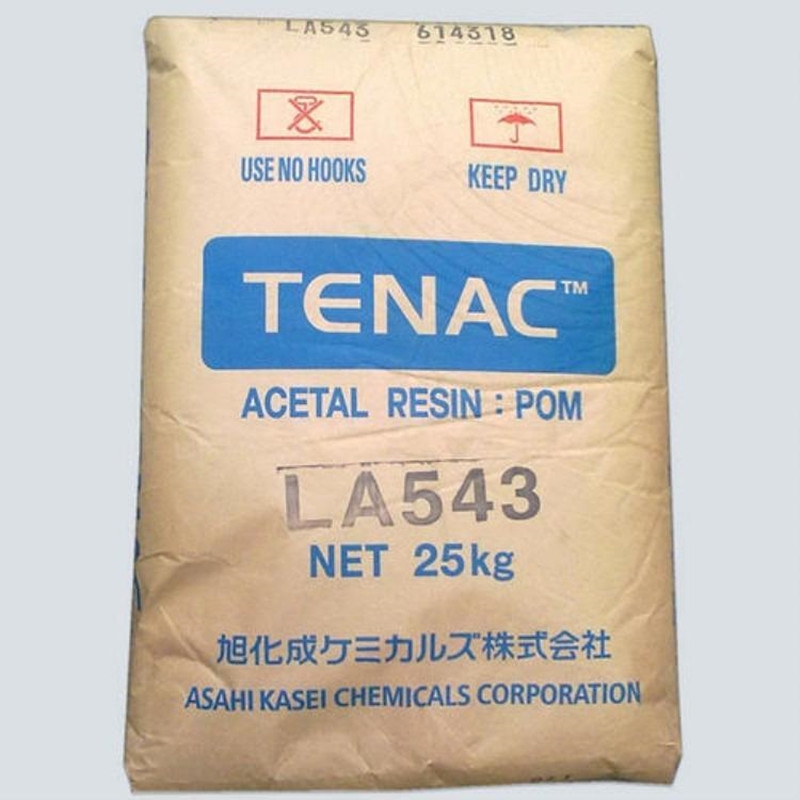 LA543 614318
USE NO HOOKS KEEP DRY
TENAC™
ACETAL RESIN : POM
LA543
NET 25kg
旭化成ケミカルズ株式会社
ASAHI KASEI CHEMICALS CORPORATION